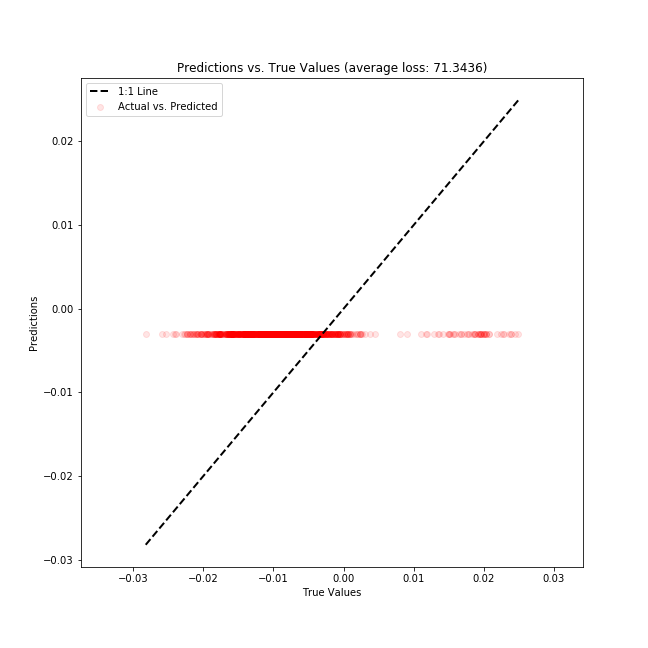 Predictions vs. True Values (average loss: 71.3436)
1:1 Line
Actual vs. Predicted
0.02
0.01
0.00
−0.01
−0.02
−0.03
Predictions
−0.03 −0.02 −0.01 0.00 0.01 0.02 0.03
True Values